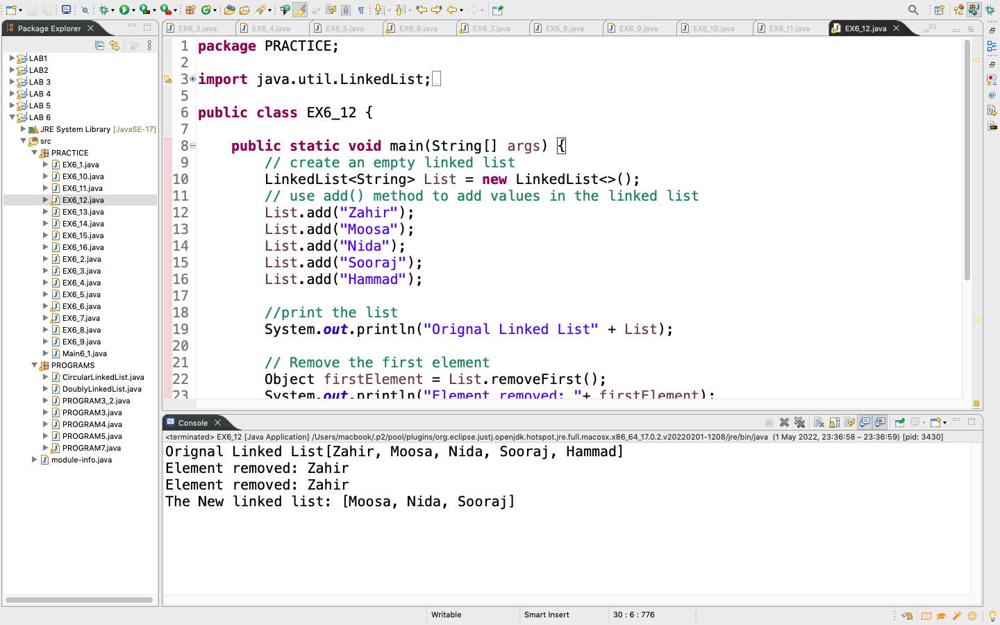 Package Explorer
LAB1
LAB2
LAB 3
LAB 4
LAB 5
LAB 6
JRE System Library [JavaSE-17]
src
PRACTICE
EX6_1.java
EX6_10.java
EX6_11.java
EX6_12.java
EX6_13.java
EX6_14.java
EX6_15.java
EX6_16.java
EX6_2.java
EX6_3.java
EX6_4.java
EX6_5.java
EX6_6.java
EX6_7.java
EX6_8.java
EX6_9.java
Main6_1.java
PROGRAMS
CircularLinkedList.java
DoublyLinkedList.java
PROGRAM3_2.java
PROGRAM3.java
PROGRAM4.java
PROGRAM5.java
PROGRAM7.java
module-info.java
EX6_3.java EX6_4.java EX6_5.java EX6_6.java EX6_7.java EX6_8.java EX6_9.java EX6_10.java EX6_11.java EX6_12.java
1 package PRACTICE;
2
3 import java.util.LinkedList;
5
6 public class EX6_12 {
7
8 public static void main(String[] args) {
9 // create an empty linked list
10 LinkedList<String> List = new LinkedList<>();
11 // use add() method to add values in the linked list
12 List.add("Zahir");
13 List.add("Moosa");
14 List.add("Nida");
15 List.add("Sooraj");
16 List.add("Hammad");
17
18 //print the list
19 System.out.println("Orignal Linked List" + List);
20
21 // Remove the first element
22 Object firstElement = List.removeFirst();
23 System.out.println("Element removed: "+ firstElement);
Console
<terminated> EX6_12 [Java Application] /Users/macbook/.p2/pool/plugins/org.eclipse.justj.openjdk.hotspot.jre.full.macosx.x86_64_17.0.2.v20220201-1208/jre/bin/java (1 May 2022, 23:36:58 – 23:36:59) [pid: 3430]
Orignal Linked List[Zahir, Moosa, Nida, Sooraj, Hammad]
Element removed: Zahir
Element removed: Zahir
The New linked list: [Moosa, Nida, Sooraj]
Writable Smart Insert 30 : 6 : 776